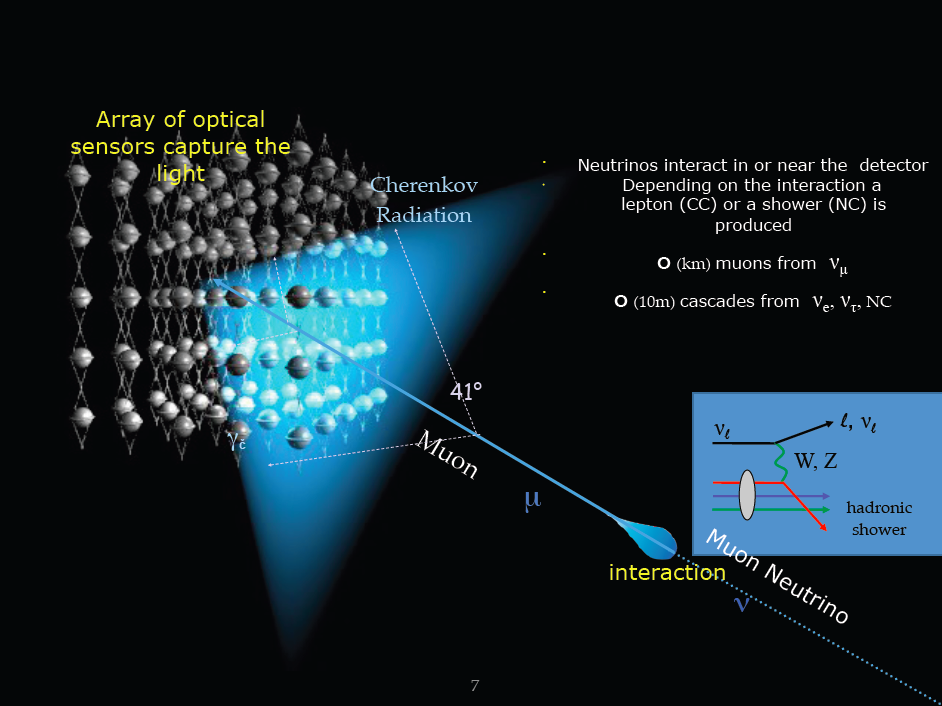 Array of optical
sensors capture the
light
Cherenkov
Radiation
· Neutrinos interact in or near the detector
· Depending on the interaction a
lepton (CC) or a shower (NC) is
produced
· O (km) muons from νμ
· O (10m) cascades from νe, ντ, NC
41°
γč
Muon
μ
νℓ
ℓ, νℓ
W, Z
hadronic
shower
interaction
Muon Neutrino
ν
7